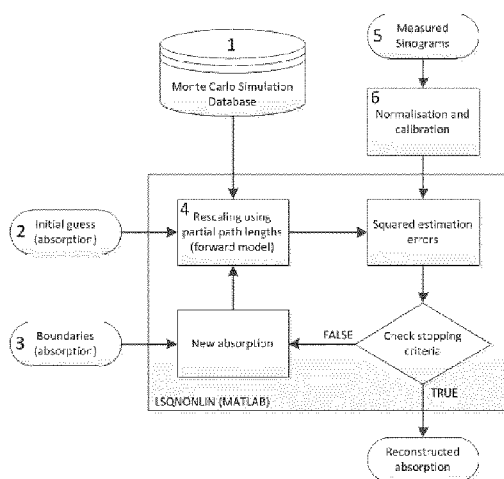 1
Monte Carlo Simulation
Database
5
Measured
Sinograms
6
Normalisation and
calibration
2
Initial guess
(absorption)
4
Rescaling using
partial path lengths
(forward model)
Squared estimation
errors
3
Boundaries
(absorption)
New absorption
FALSE
Check stopping
criteria
TRUE
LSQNONLIN (MATLAB)
Reconstructed
absorption